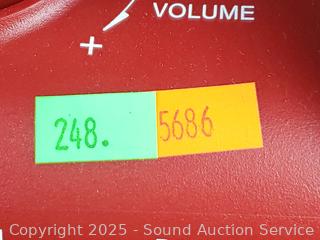 VOLUME
+
248. 5686
Copyright 2025 - Sound Auction Service